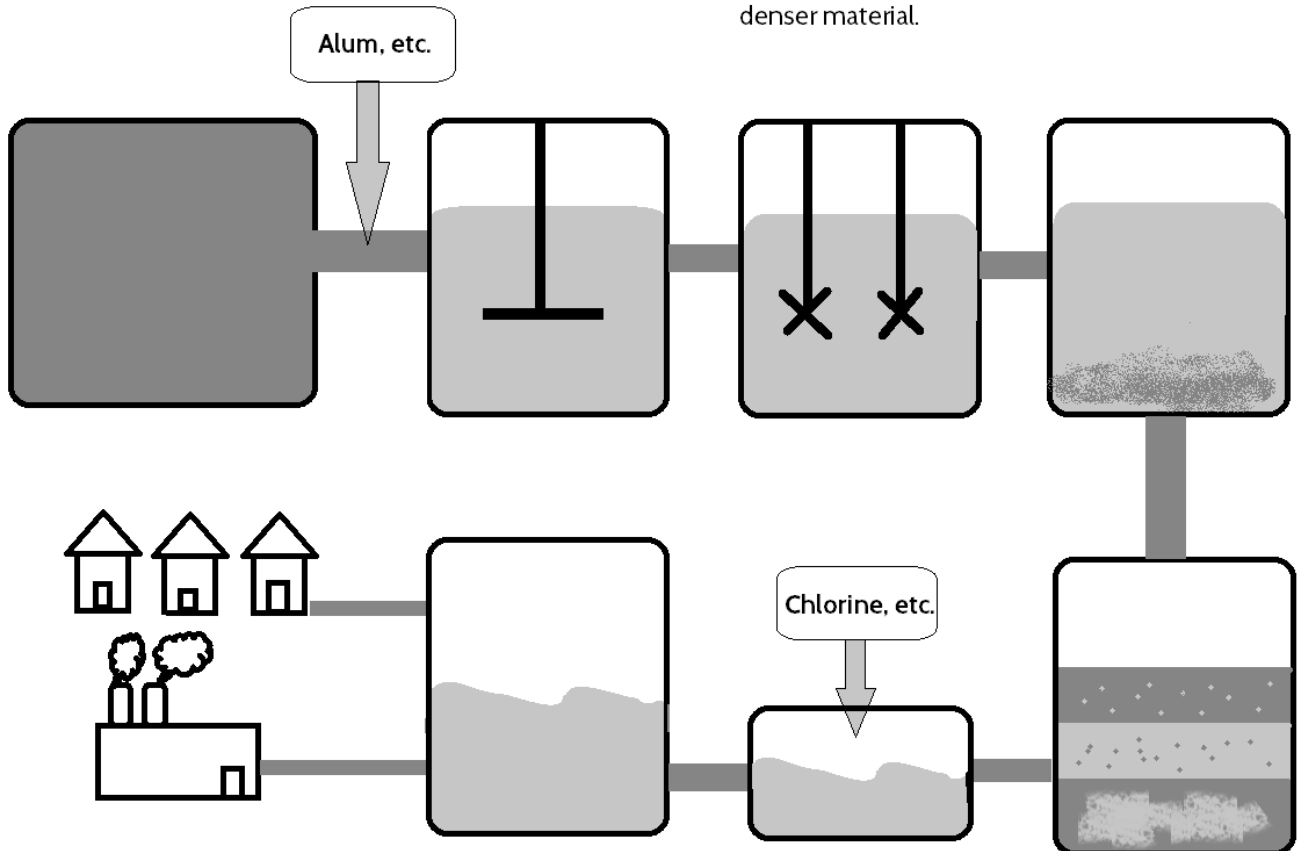 denser material.
Alum, etc.
Chlorine, etc.